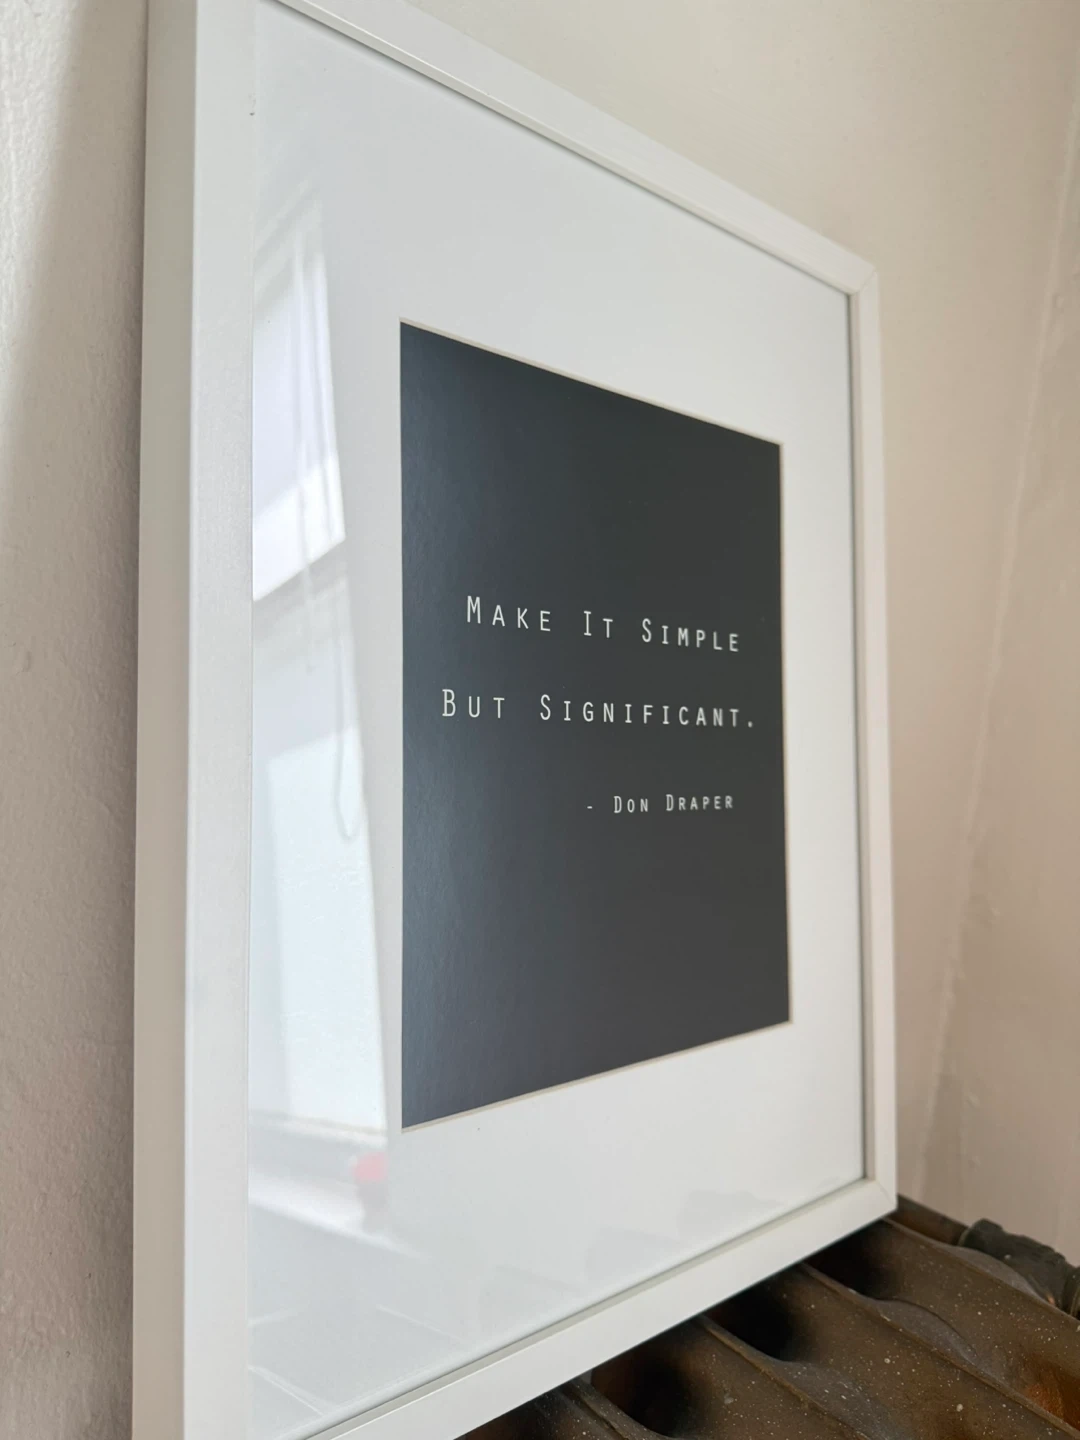 Make It Simple
But Significant.
- Don Draper